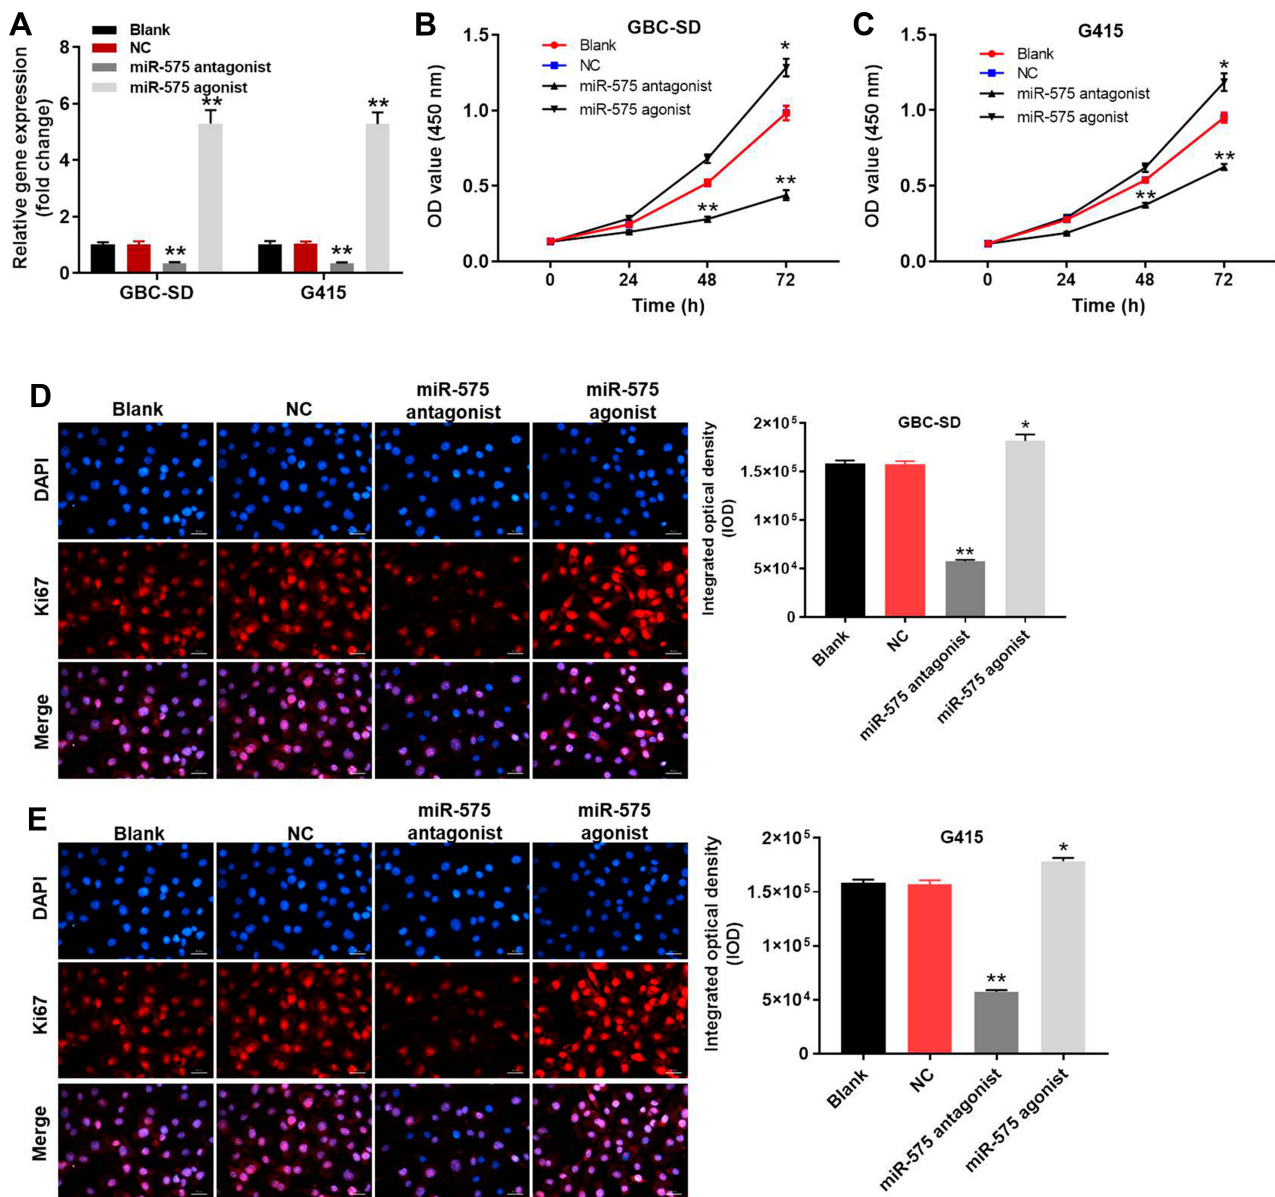 A
Blank
NC
miR-575 antagonist
miR-575 agonist
Relative gene expression
(fold change)
8
6
4
2
0
**
**
**
**
GBC-SD
G415
B
GBC-SD
Blank
NC
miR-575 antagonist
miR-575 agonist
OD value (450 nm)
1.5
1.0
0.5
0.0
*
**
**
0
24
48
72
Time (h)
C
G415
Blank
NC
miR-575 antagonist
miR-575 agonist
OD value (450 nm)
1.5
1.0
0.5
0.0
*
**
**
0
24
48
72
Time (h)
D
Blank
NC
miR-575
antagonist
miR-575
agonist
DAPI
Ki67
Merge
GBC-SD
Integrated optical density
(IOD)
2×10⁵
1.5×10⁵
1×10⁵
5×10⁴
0
**
*
Blank
NC
miR-575 antagonist
miR-575 agonist
E
Blank
NC
miR-575
antagonist
miR-575
agonist
DAPI
Ki67
Merge
G415
Integrated optical density
(IOD)
2×10⁵
1.5×10⁵
1×10⁵
5×10⁴
0
**
*
Blank
NC
miR-575 antagonist
miR-575 agonist